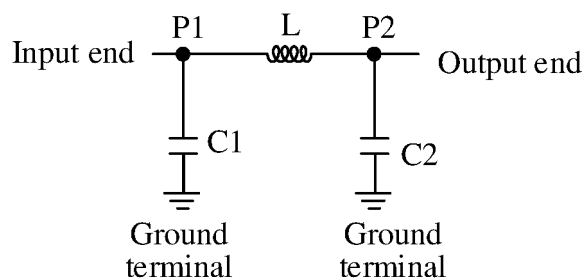 P1
L
P2
Input end
Output end
C1
C2
Ground
terminal
Ground
terminal